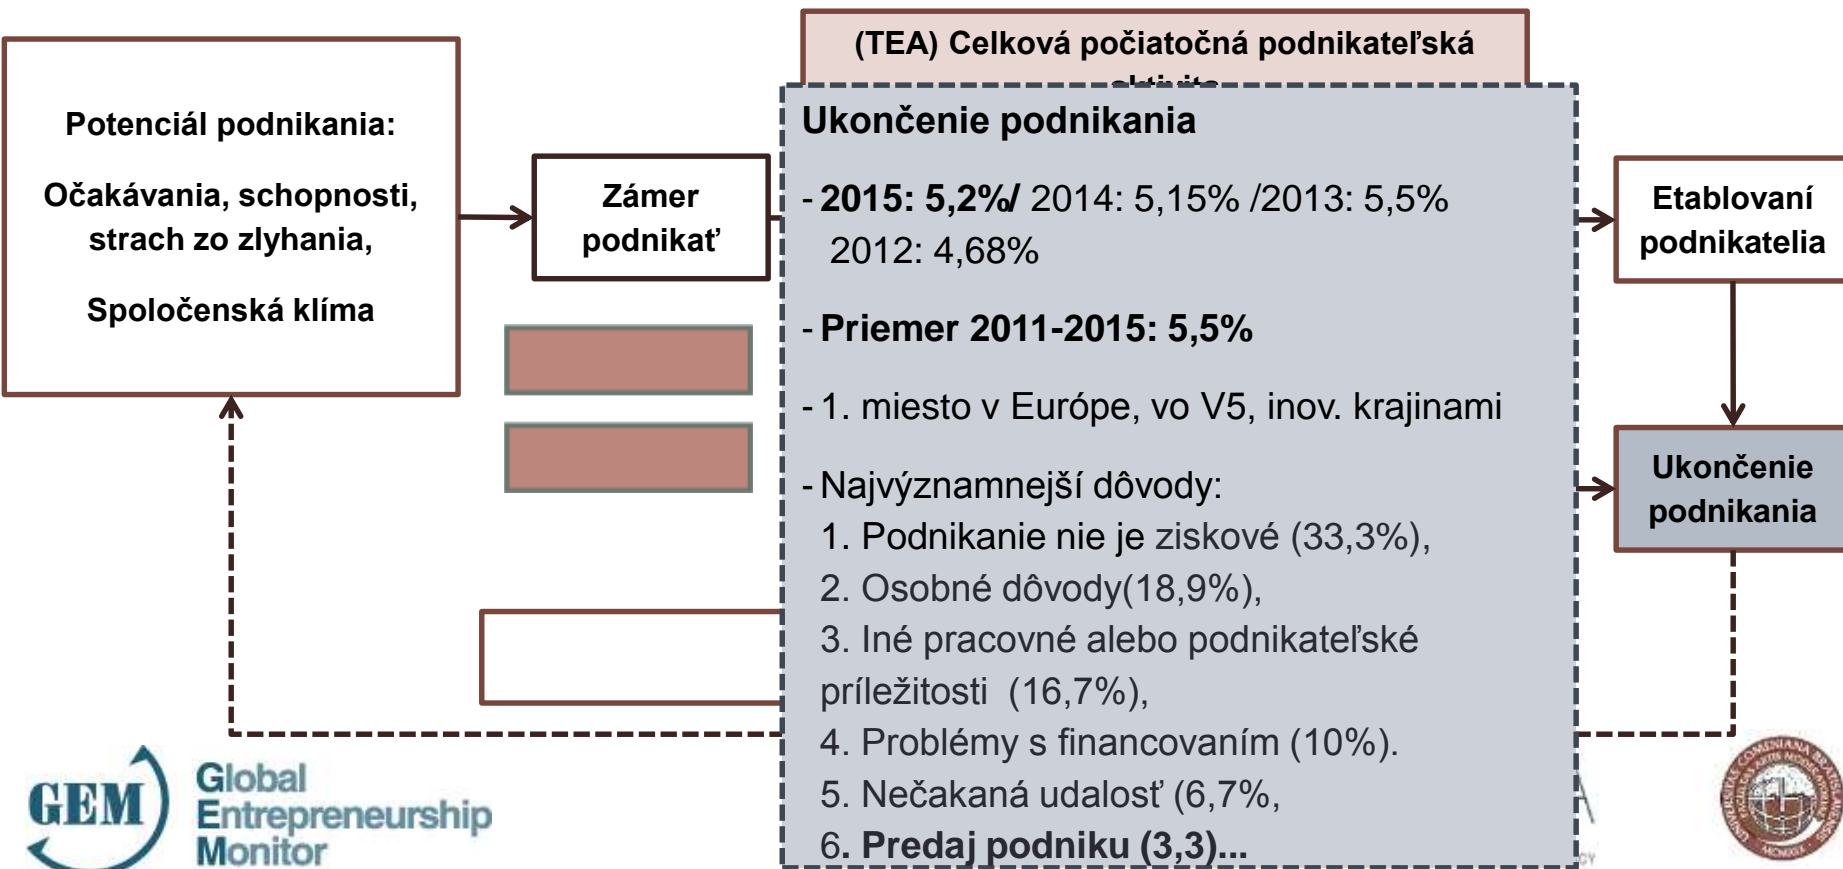 (TEA) Celková počiatočná podnikateľská
aktivita
Potenciál podnikania:
Očakávania, schopnosti,
strach zo zlyhania,
Spoločenská klíma
Zámer
podnikať
Ukončenie podnikania
- 2015: 5,2%/ 2014: 5,15% /2013: 5,5%
2012: 4,68%
- Priemer 2011-2015: 5,5%
- 1. miesto v Európe, vo V5, inov. krajinami
- Najvýznamnejší dôvody:
1. Podnikanie nie je ziskové (33,3%),
2. Osobné dôvody(18,9%),
3. Iné pracovné alebo podnikateľské
príležitosti (16,7%),
4. Problémy s financovaním (10%).
5. Nečakaná udalosť (6,7%,
6. Predaj podniku (3,3)...
Etablovaní
podnikatelia
Ukončenie
podnikania
GEM
Global
Entrepreneurship
Monitor